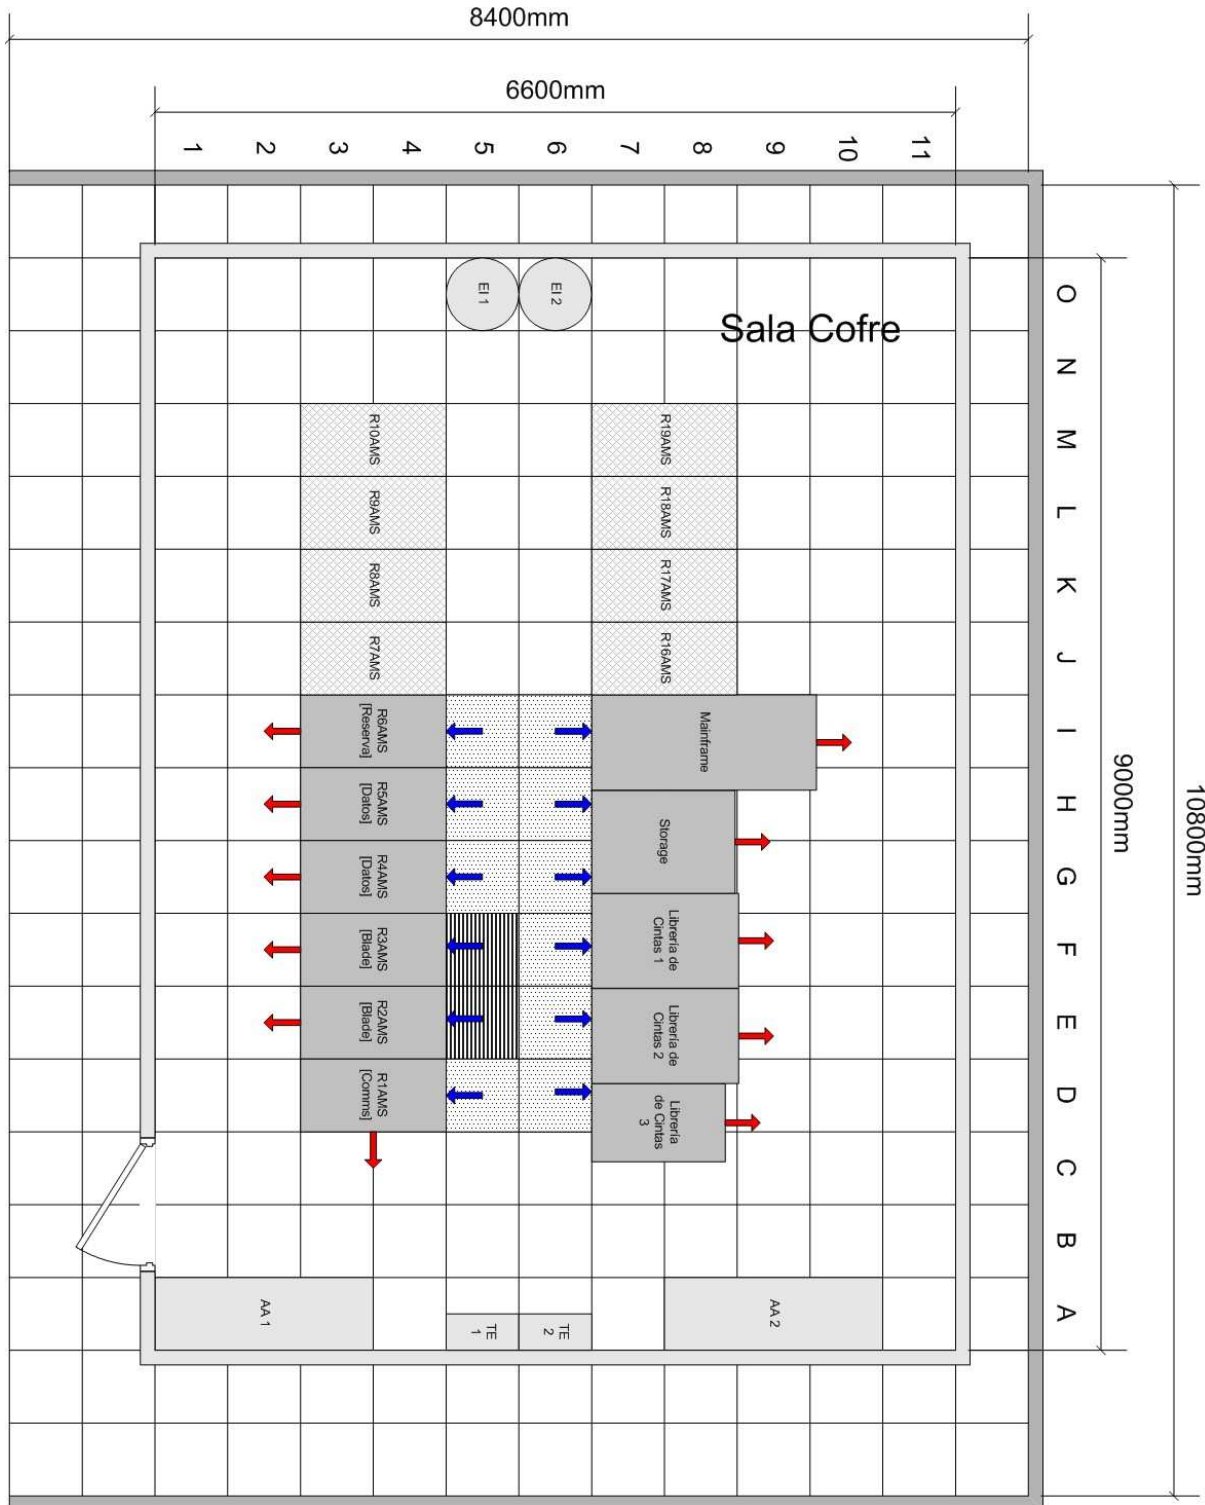 8400mm
6600mm
1
2
3
4
5
6
7
8
9
10
11
O
EI 1
EI 2
Sala Cofre
N
R10AMS
R19AMS
M
R9AMS
R18AMS
L
R8AMS
R17AMS
K
R7AMS
R16AMS
J
R6AMS
[Reserva]
Mainframe
I
R5AMS
[Datos]
H
Storage
R4AMS
[Datos]
G
R3AMS
[Blade]
Librería de
Cintas 1
F
R2AMS
[Blade]
Librería de
Cintas 2
E
R1AMS
[Comms]
Librería
de Cintas
3
D
C
B
AA 1
TE
1
TE
2
AA 2
A
9000mm
10800mm